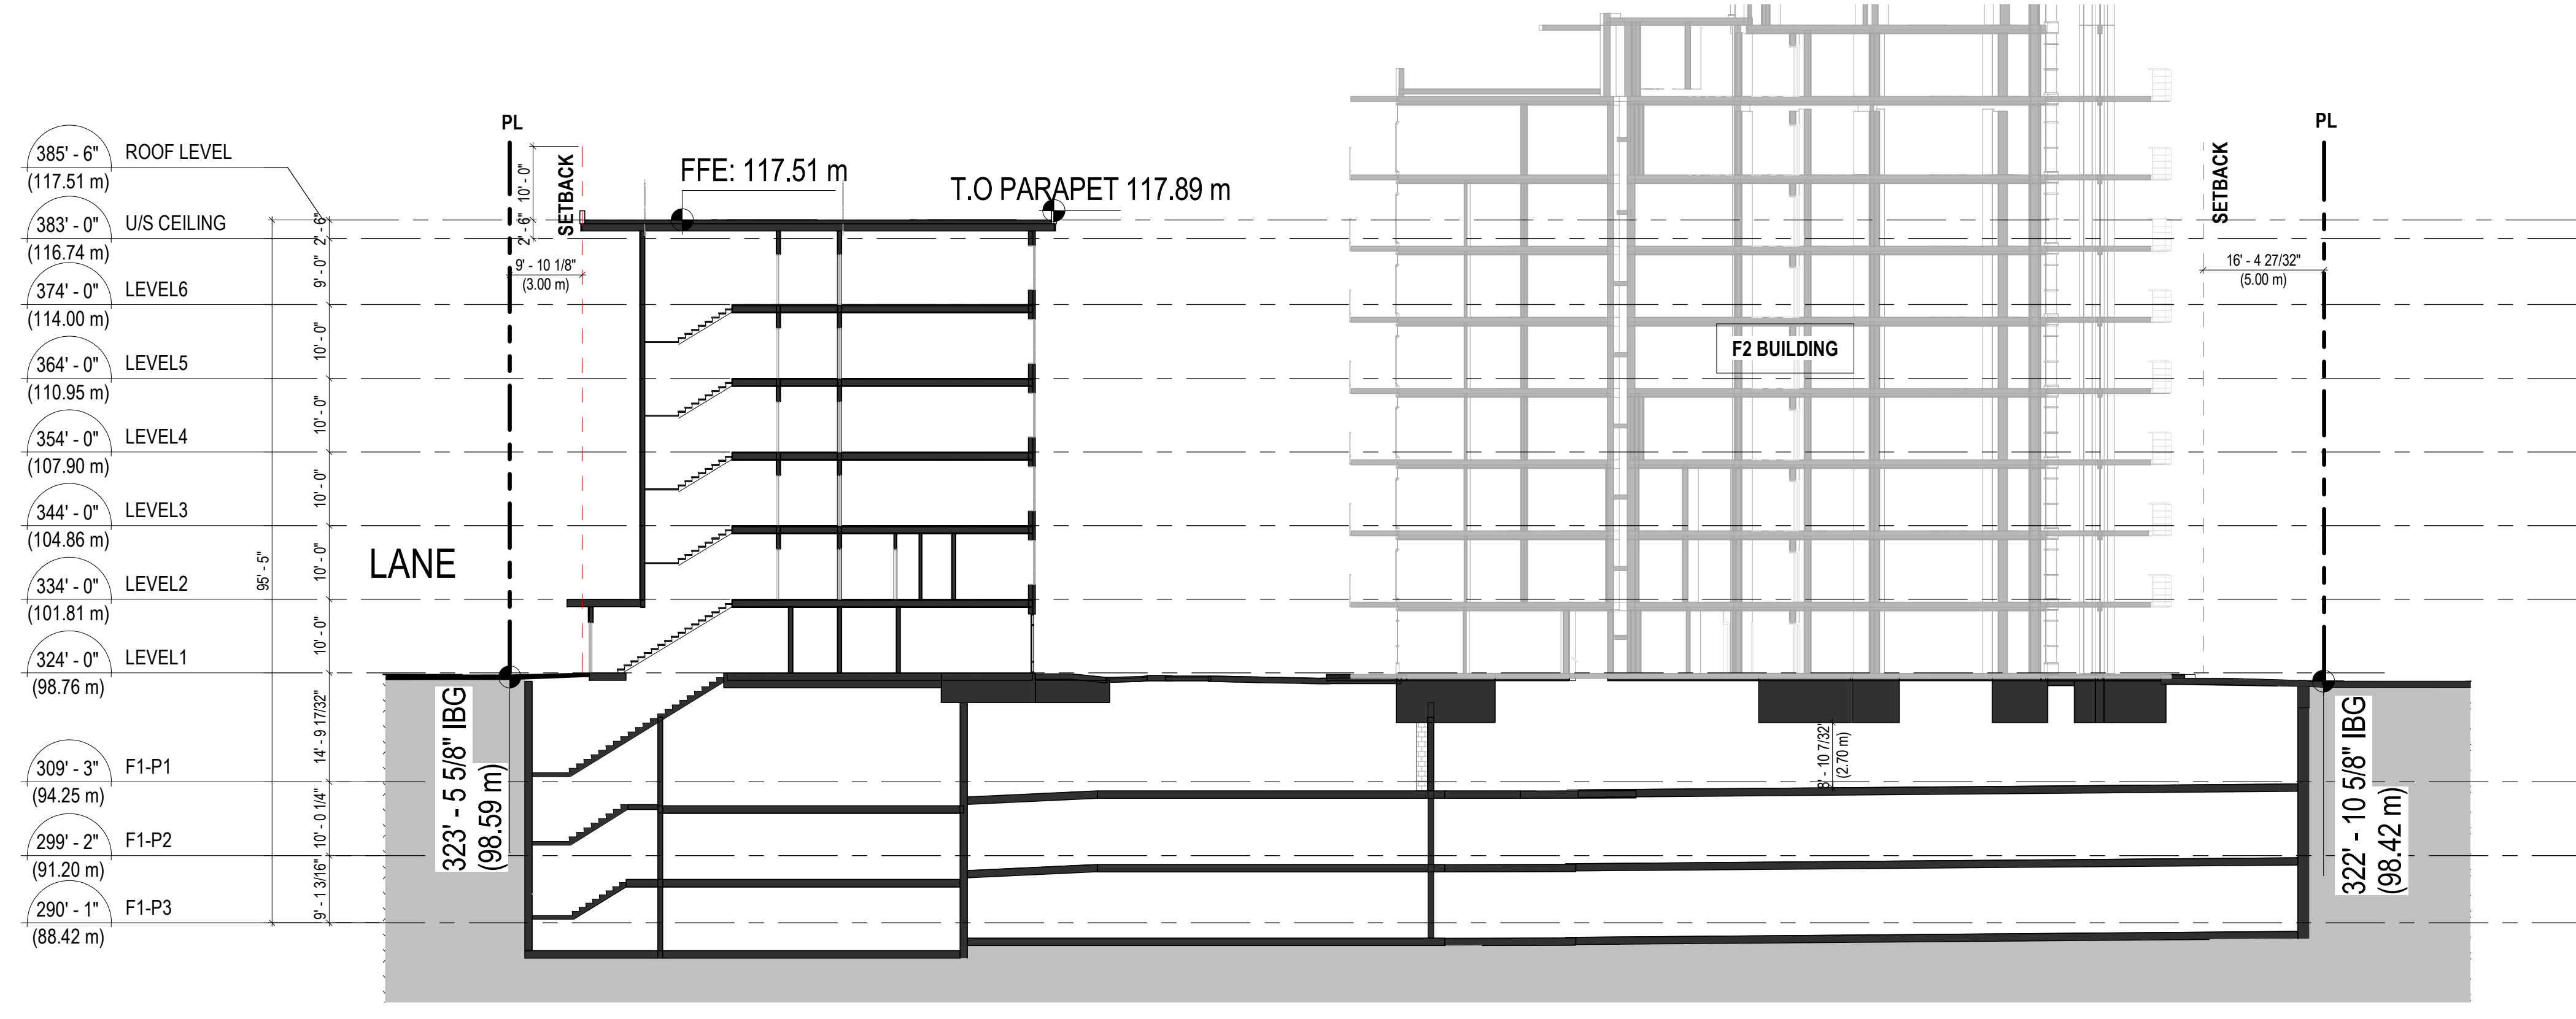 385' - 6"
(117.51 m)
ROOF LEVEL
383' - 0"
(116.74 m)
U/S CEILING
374' - 0"
(114.00 m)
LEVEL6
364' - 0"
(110.95 m)
LEVEL5
354' - 0"
(107.90 m)
LEVEL4
344' - 0"
(104.86 m)
LEVEL3
334' - 0"
(101.81 m)
LEVEL2
324' - 0"
(98.76 m)
LEVEL1
309' - 3"
(94.25 m)
F1-P1
299' - 2"
(91.20 m)
F1-P2
290' - 1"
(88.42 m)
F1-P3
95' - 5"
2' - 6"
9' - 0"
10' - 0"
10' - 0"
10' - 0"
10' - 0"
10' - 0"
14' - 9 17/32"
10' - 0 1/4"
9' - 1 3/16"
LANE
PL
10' - 0"
2' - 6"
SETBACK
9' - 10 1/8"
(3.00 m)
FFE: 117.51 m
T.O PARAPET 117.89 m
323' - 5 5/8" IBG
(98.59 m)
F2 BUILDING
8' - 10 7/32"
(2.70 m)
PL
SETBACK
16' - 4 27/32"
(5.00 m)
322' - 10 5/8" IBG
(98.42 m)